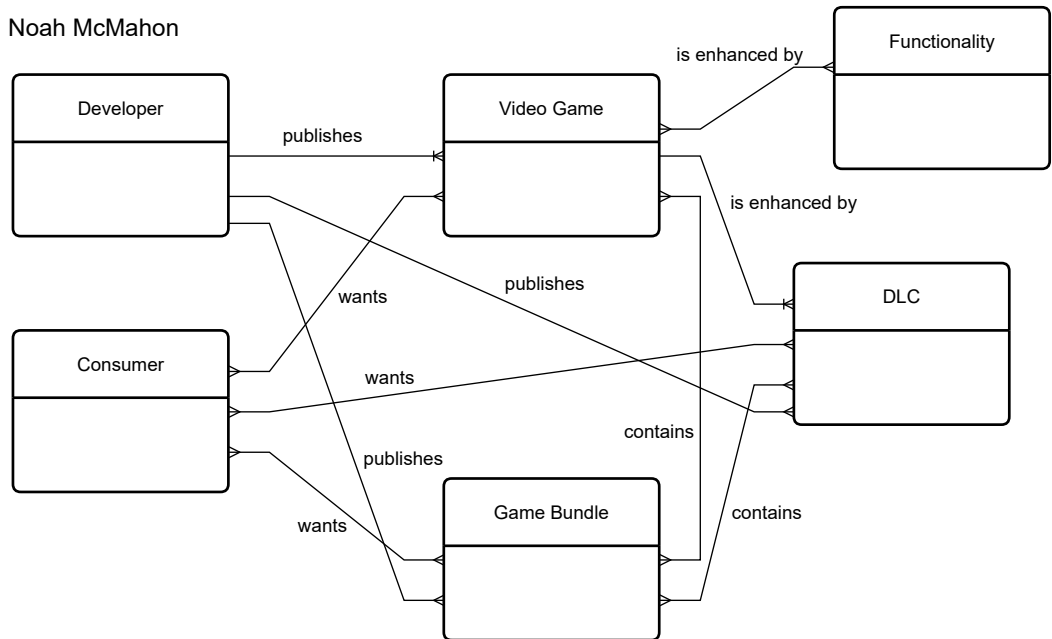 Noah McMahon
Functionality
is enhanced by
Developer
Video Game
publishes
is enhanced by
publishes
wants
DLC
Consumer
wants
contains
publishes
Game Bundle
contains
wants